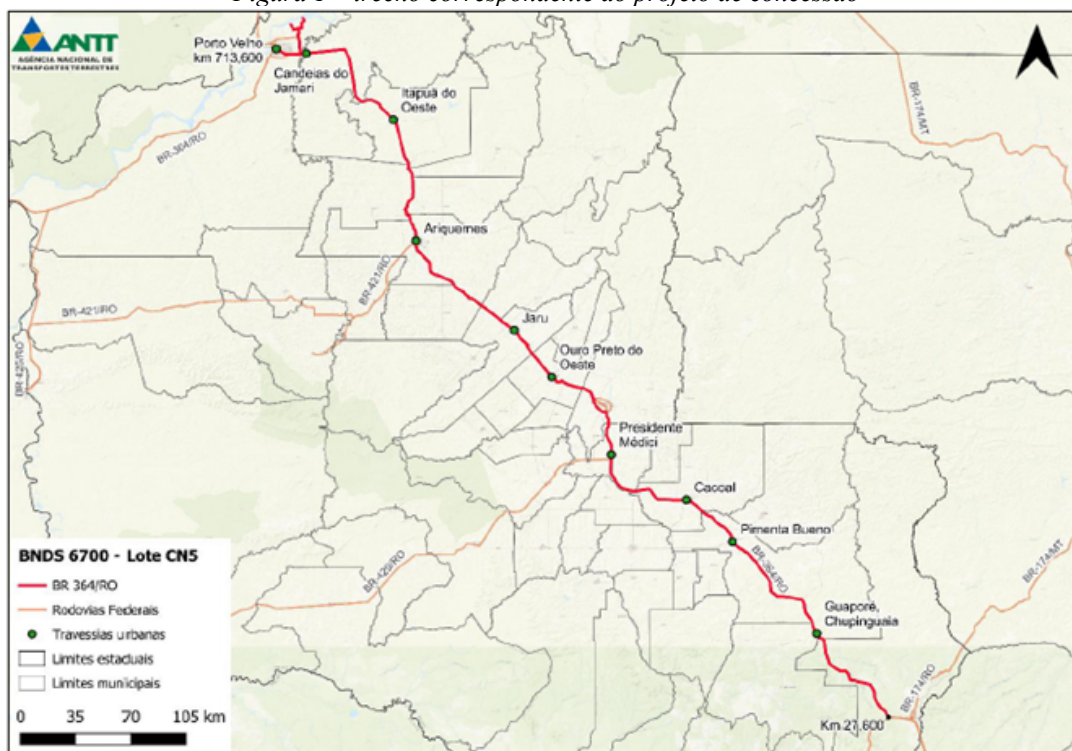 ANTT
AGÊNCIA NACIONAL DE
TRANSPORTES TERRESTRES
Porto Velho
km 713,600
Candeias do
Jamari
Itapuã do
Oeste
BR-364/RO
BR-174/MT
Ariquemes
BR-421/RO
BR-421/RO
BR-425/RO
Jaru
Ouro Preto do
Oeste
Presidente
Médici
Cacoal
Pimenta Bueno
BR-429/RO
BR-364/RO
BR-174/MT
Guaporé,
Chupinguaia
BR-174/RO
Km 27,600
BNDS 6700 - Lote CN5
BR 364/RO
Rodovias Federais
Travessias urbanas
Limites estaduais
Limites municipais
0 35 70 105 km